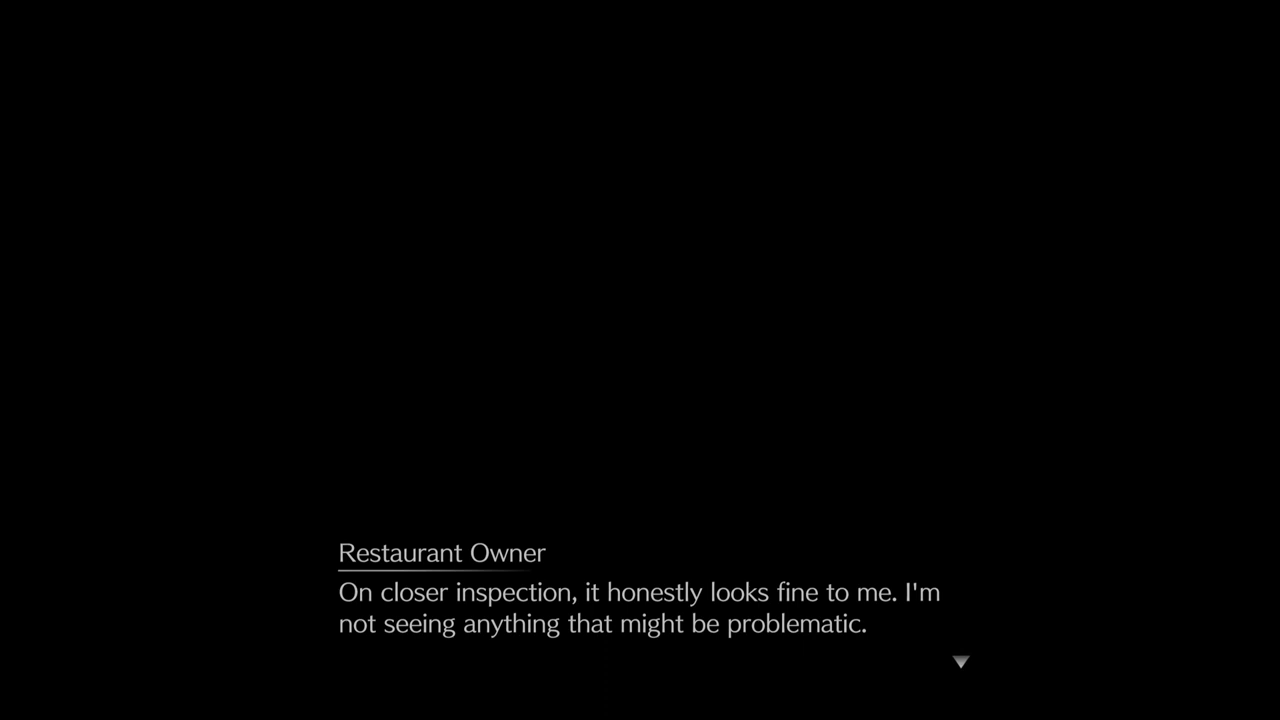 Restaurant Owner
On closer inspection, it honestly looks fine to me. I'm
not seeing anything that might be problematic.